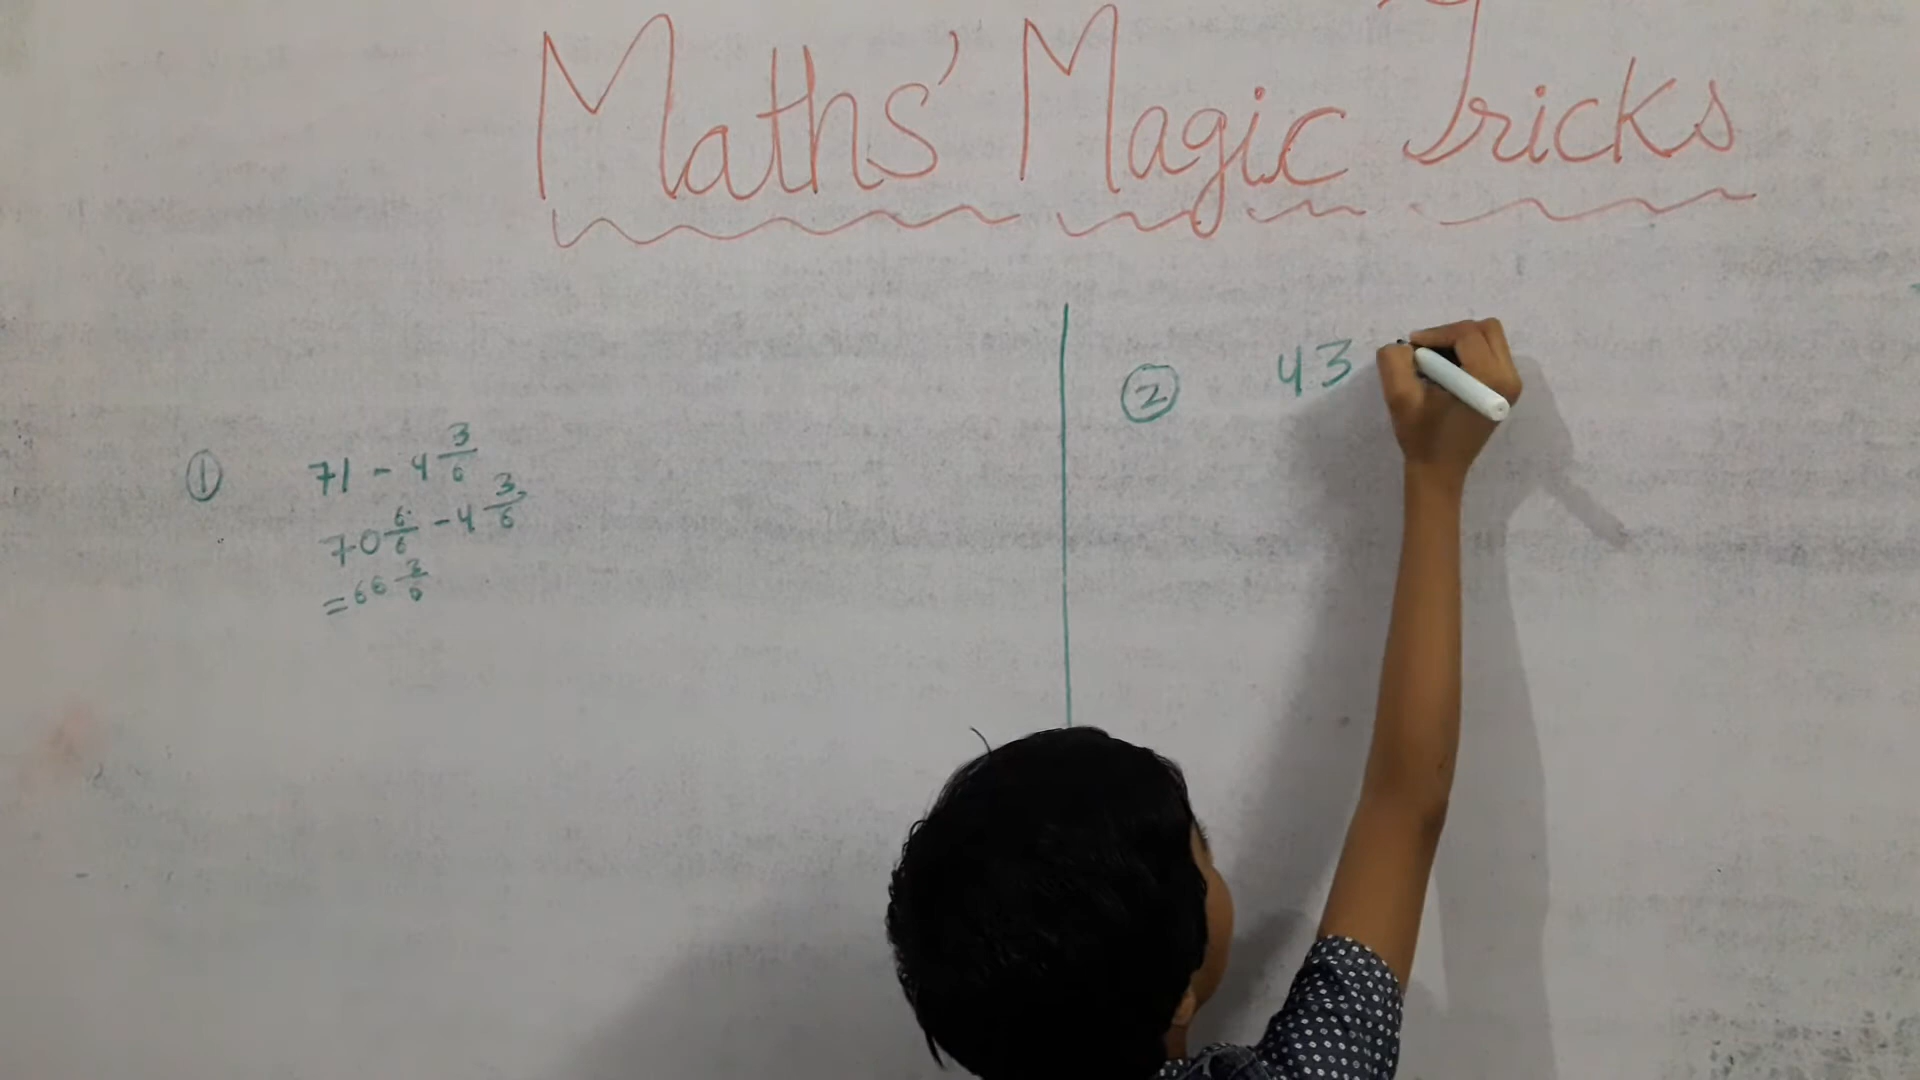 Maths' Magic Tricks
① 71 - 4 3/6
70 6/6 - 4 3/6
= 66 3/6
② 43